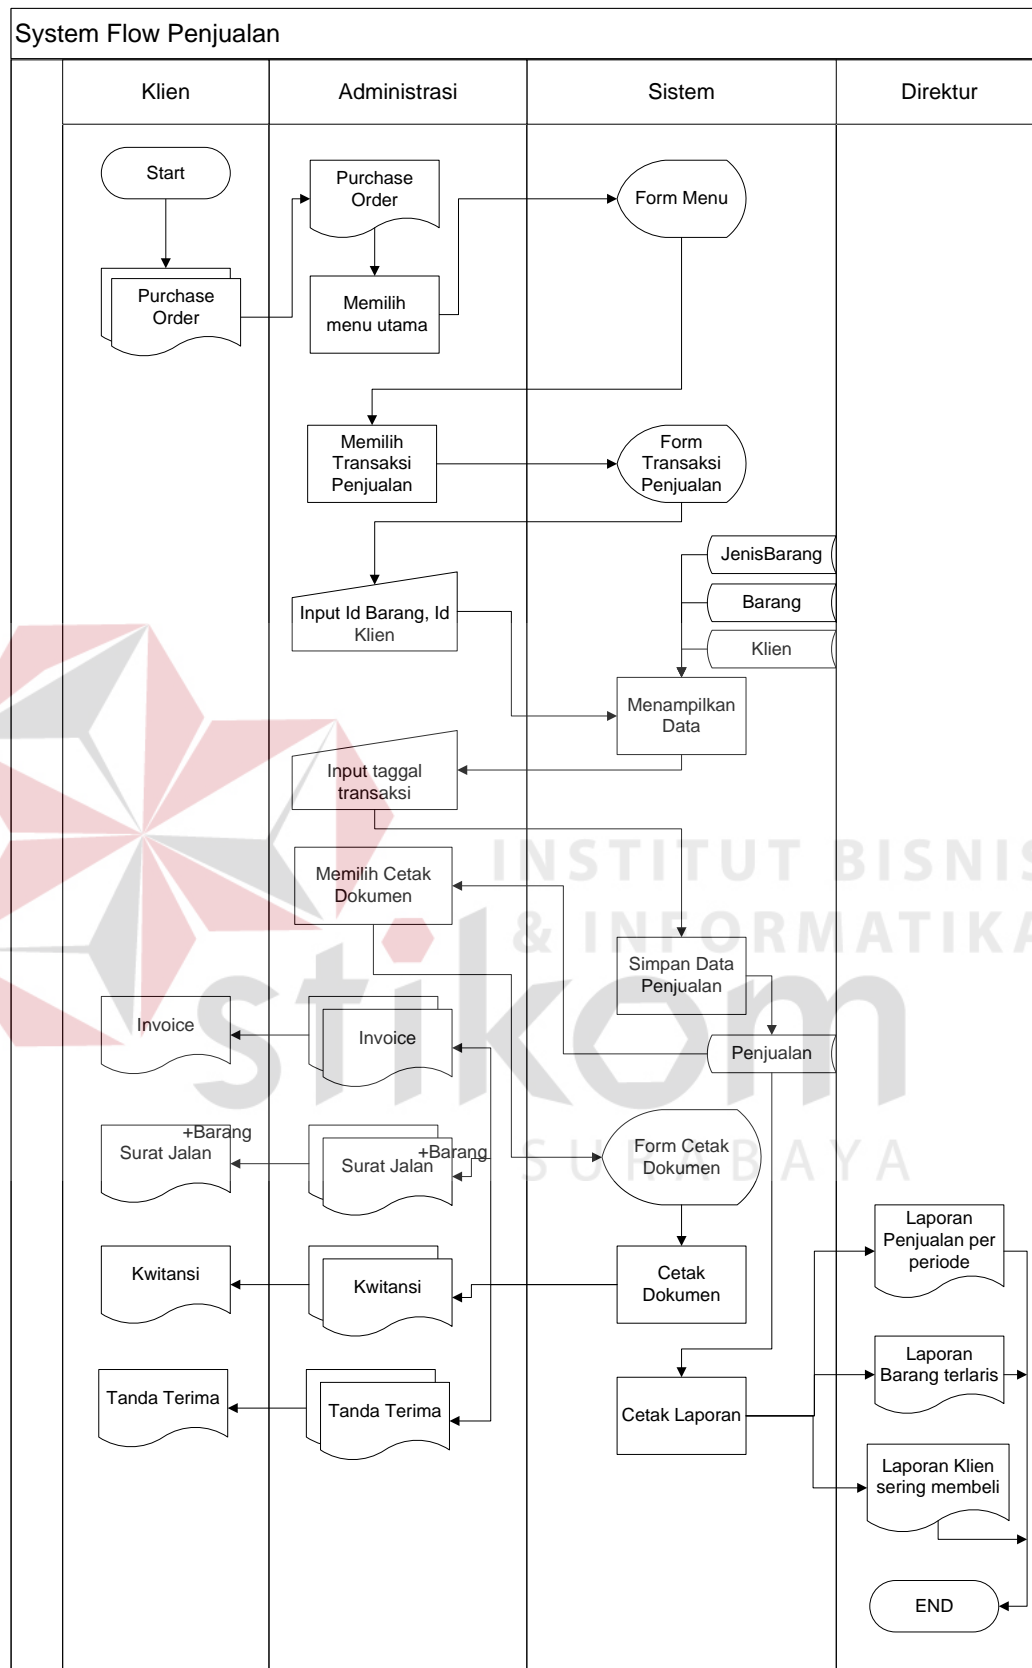 System Flow Penjualan
Klien
Administrasi
Sistem
Direktur
Start
Purchase
Order
Form Menu
Purchase
Order
Memilih
menu utama
Memilih
Transaksi
Penjualan
Form
Transaksi
Penjualan
JenisBarang
Barang
Klien
Input Id Barang, Id
Klien
Menampilkan
Data
Input taggal
transaksi
INSTITUT BISNIS
& INFORMATIKA
stikom
SURABAYA
Memilih Cetak
Dokumen
Simpan Data
Penjualan
Penjualan
Invoice
Invoice
+Barang
Surat Jalan
+Barang
Surat Jalan
Form Cetak
Dokumen
Kwitansi
Kwitansi
Cetak
Dokumen
Laporan
Penjualan per
periode
Laporan
Barang terlaris
Tanda Terima
Tanda Terima
Cetak Laporan
Laporan Klien
sering membeli
END